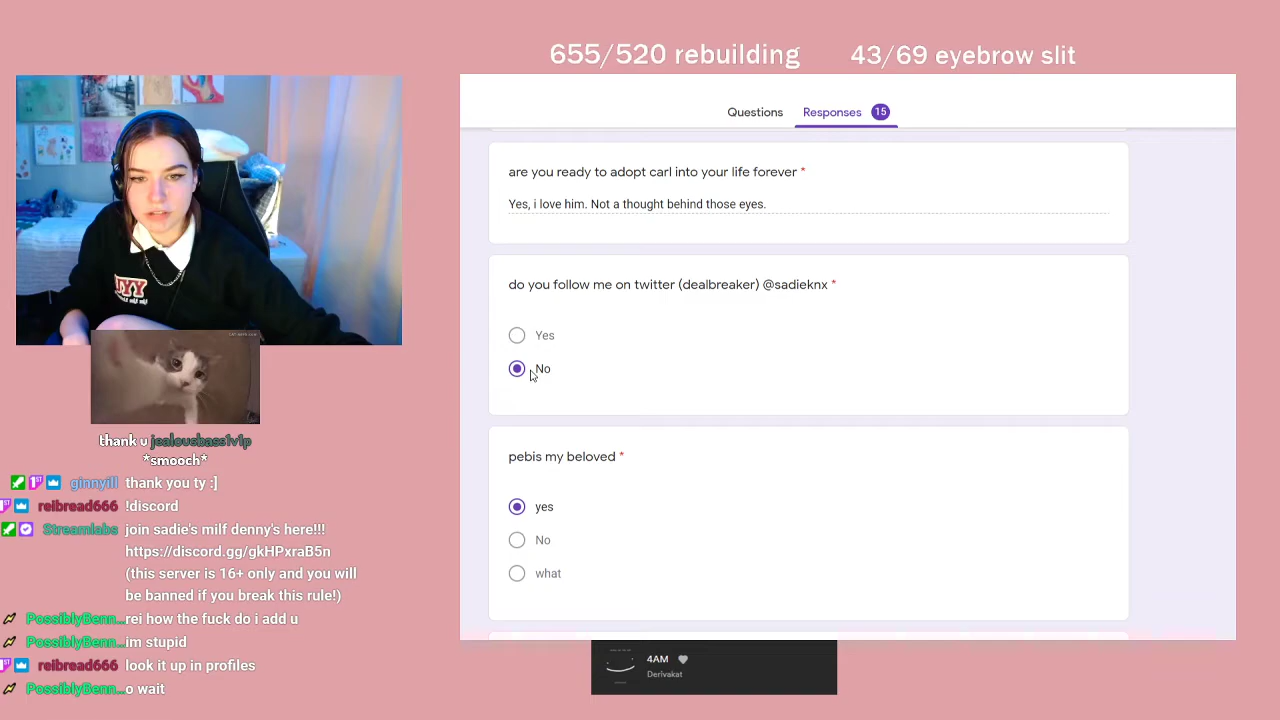 655/520 rebuilding
43/69 eyebrow slit
Questions
Responses 15
are you ready to adopt carl into your life forever *
Yes, i love him. Not a thought behind those eyes.
do you follow me on twitter (dealbreaker) @sadieknx *
Yes
No
pebis my beloved *
yes
No
what
thank u jealousbass1v1p
*smooch*
ginnyill thank you ty :]
reibread666 !discord
Streamlabs join sadie's milf denny's here!!!
https://discord.gg/gkHPxraB5n
(this server is 16+ only and you will
be banned if you break this rule!)
PossiblyBenn... rei how the fuck do i add u
PossiblyBenn... im stupid
reibread666 look it up in profiles
PossiblyBenn... o wait
4AM
Derivakat